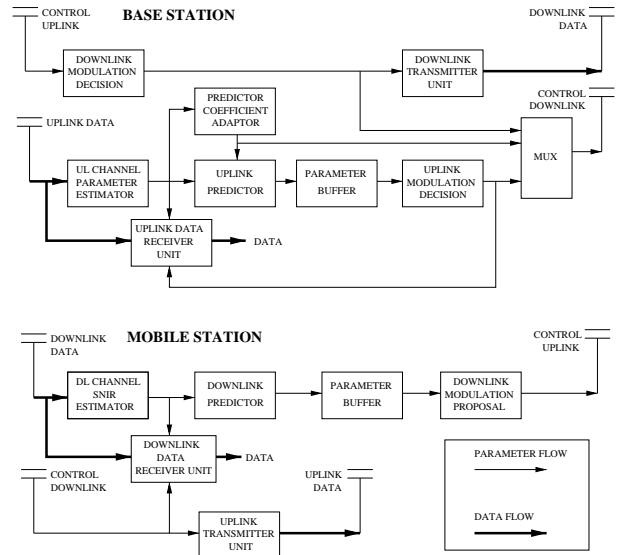 CONTROL
UPLINK
BASE STATION
DOWNLINK
DATA
DOWNLINK
MODULATION
DECISION
DOWNLINK
TRANSMITTER
UNIT
CONTROL
DOWNLINK
PREDICTOR
COEFFICIENT
ADAPTOR
UPLINK DATA
MUX
UL CHANNEL
PARAMETER
ESTIMATOR
UPLINK
PREDICTOR
PARAMETER
BUFFER
UPLINK
MODULATION
DECISION
UPLINK DATA
RECEIVER
UNIT
DATA
MOBILE STATION
DOWNLINK
DATA
CONTROL
UPLINK
DL CHANNEL
SNIR
ESTIMATOR
DOWNLINK
PREDICTOR
PARAMETER
BUFFER
DOWNLINK
MODULATION
PROPOSAL
DOWNLINK
DATA
RECEIVER UNIT
DATA
CONTROL
DOWNLINK
UPLINK
DATA
UPLINK
TRANSMITTER
UNIT
PARAMETER FLOW
DATA FLOW